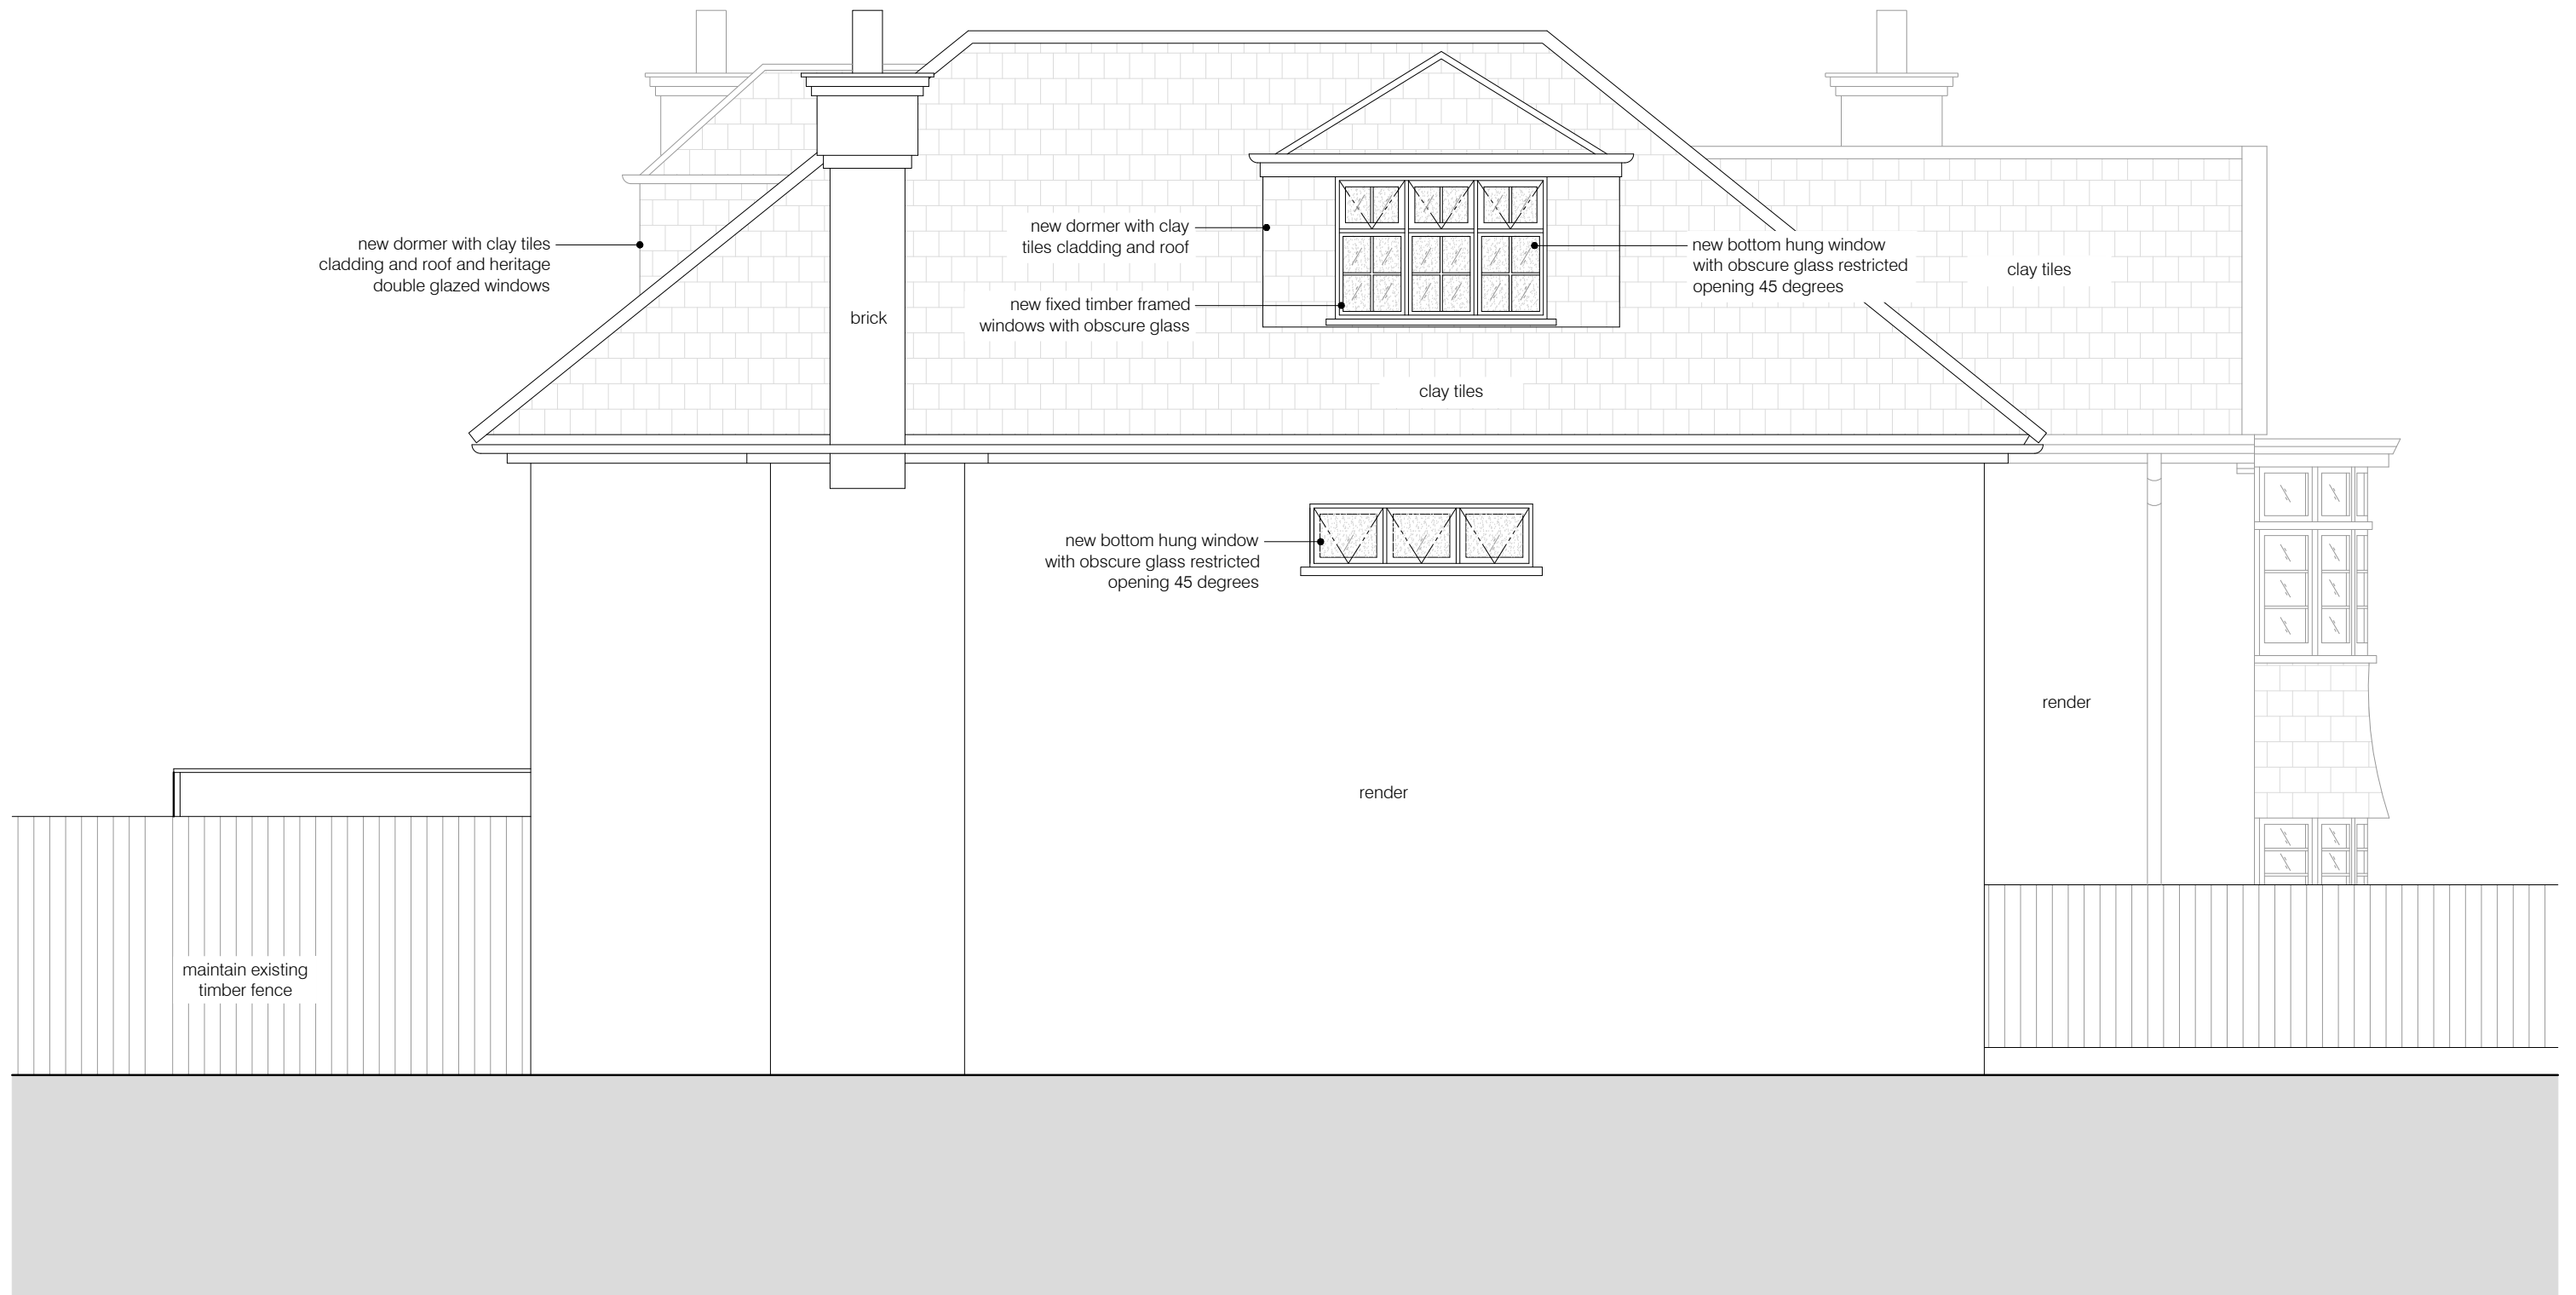 new dormer with clay tiles
cladding and roof and heritage
double glazed windows
brick
new dormer with clay
tiles cladding and roof
new fixed timber framed
windows with obscure glass
new bottom hung window
with obscure glass restricted
opening 45 degrees
clay tiles
clay tiles
new bottom hung window
with obscure glass restricted
opening 45 degrees
render
render
maintain existing
timber fence